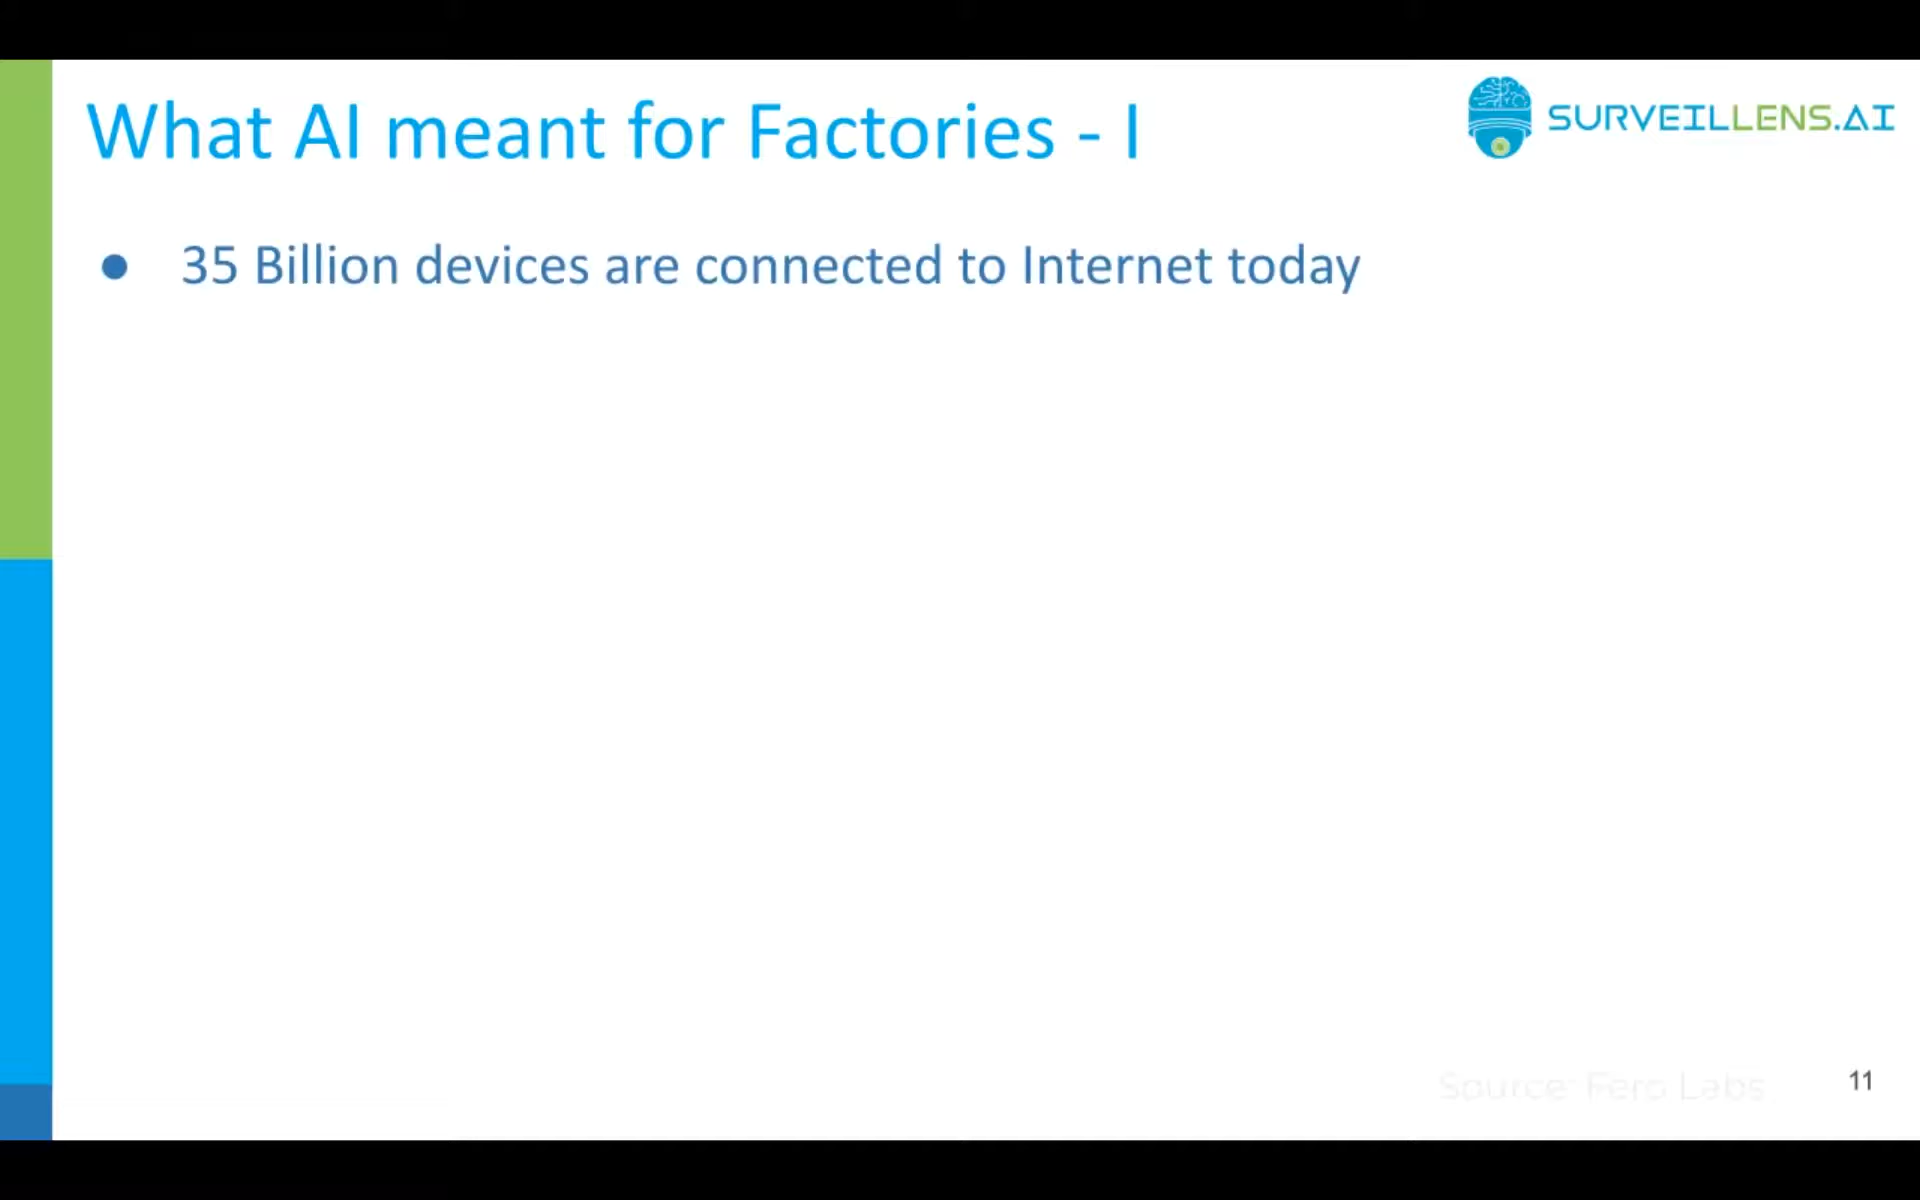 What AI meant for Factories - I
SURVEILLENS.AI
● 35 Billion devices are connected to Internet today
Source: Fero Labs
11